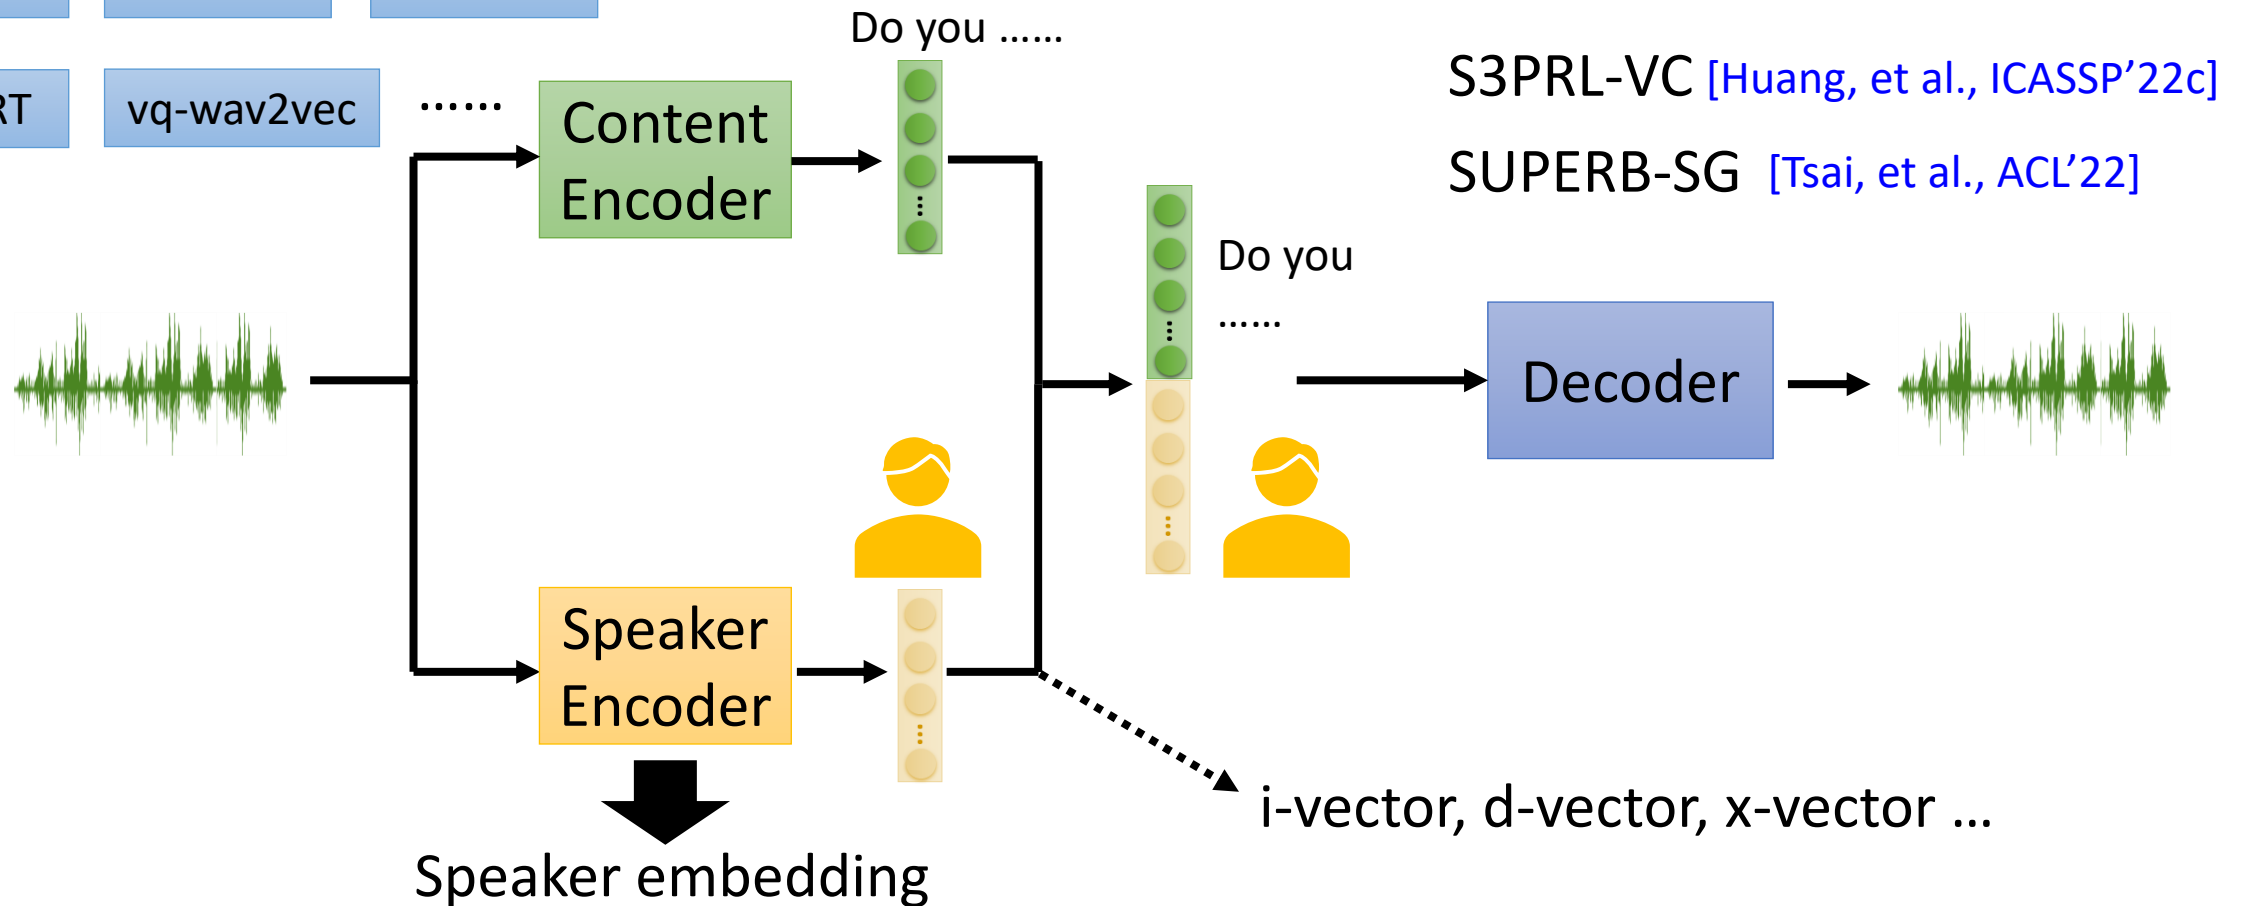 Do you ......
S3PRL-VC [Huang, et al., ICASSP'22c]
RT
vq-wav2vec
......
Content
Encoder
SUPERB-SG [Tsai, et al., ACL'22]
Do you
......
Decoder
Speaker
Encoder
i-vector, d-vector, x-vector ...
Speaker embedding